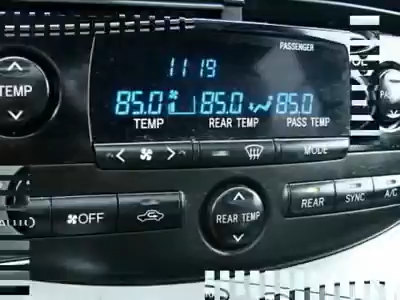 PASSENGER
11 19
TEMP
85.0 85.0 85.0
TEMP REAR TEMP PASS TEMP
MODE
OFF
REAR TEMP
REAR SYNC A/C